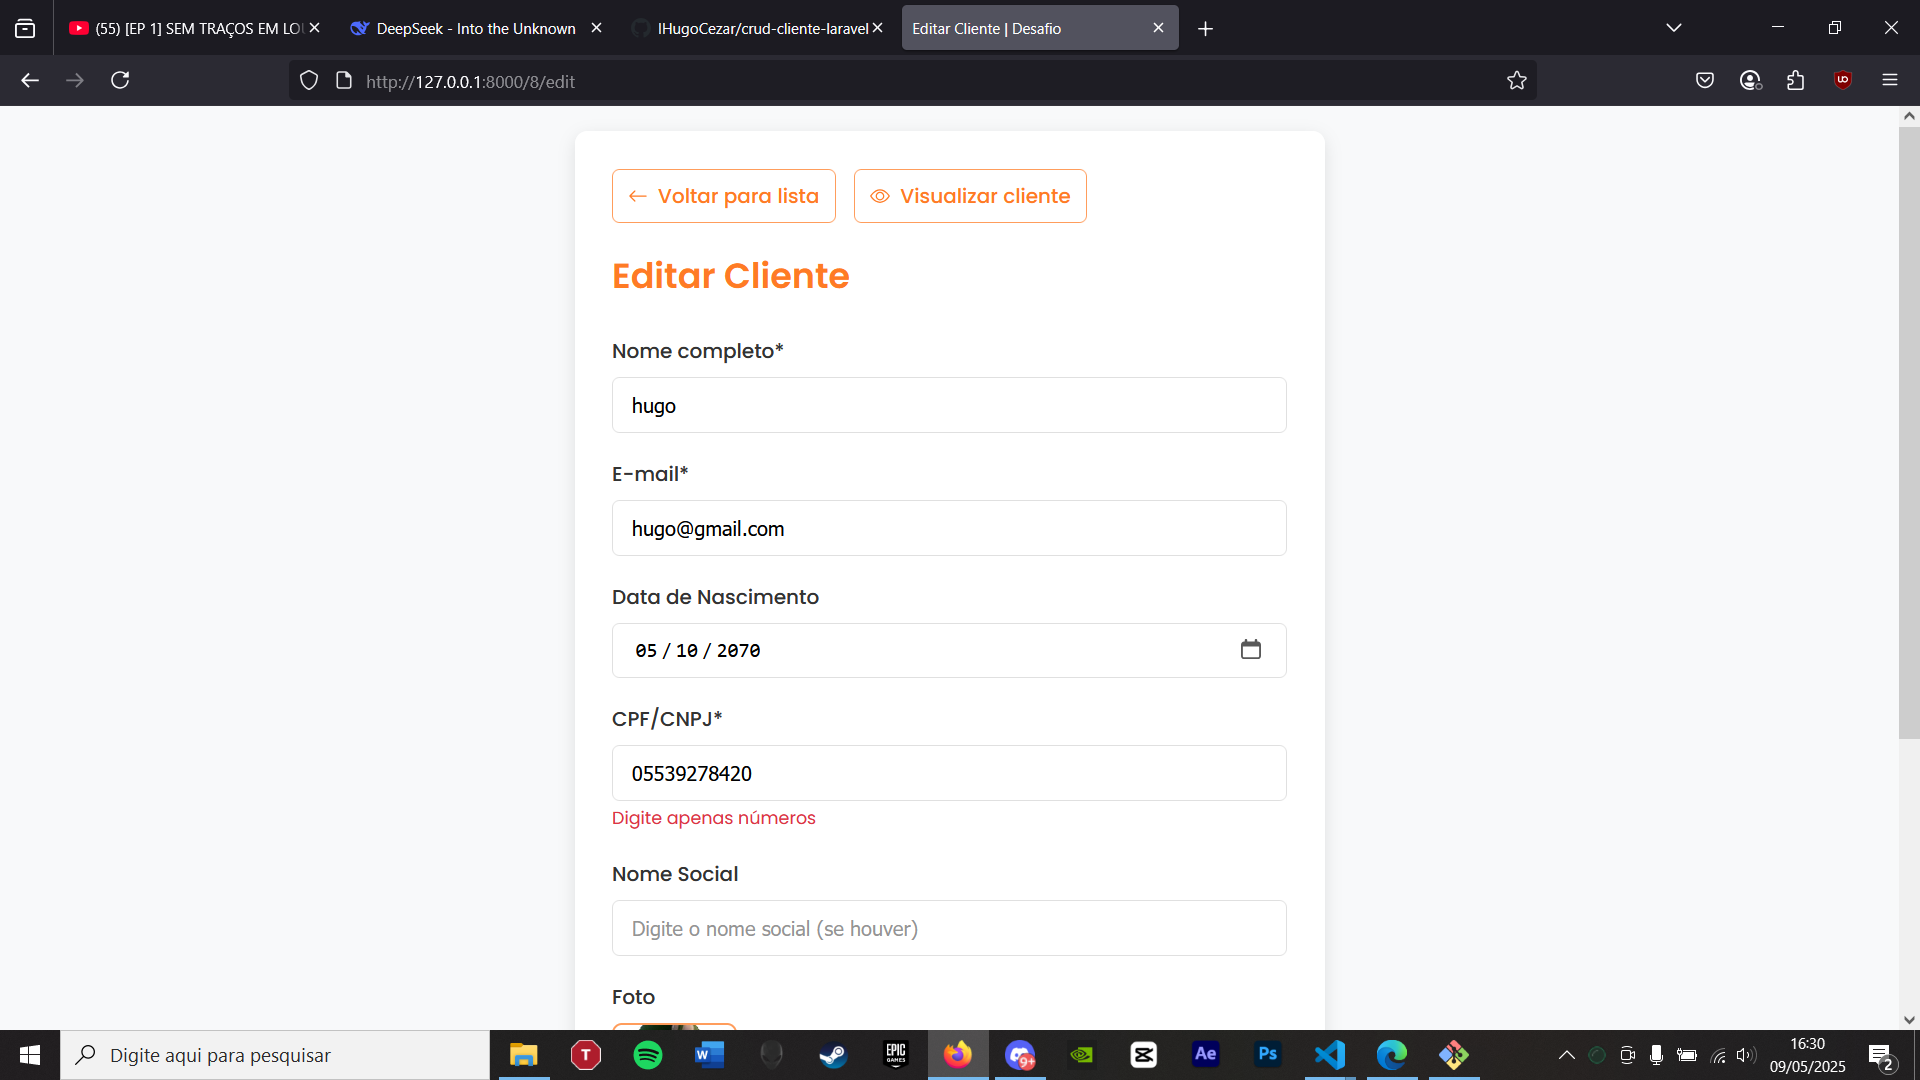 (55) [EP 1] SEM TRAÇOS EM LOU
DeepSeek - Into the Unknown
IHugoCezar/crud-cliente-laravel
Editar Cliente | Desafio
http://127.0.0.1:8000/8/edit
Voltar para lista
Visualizar cliente
Editar Cliente
Nome completo*
hugo
E-mail*
hugo@gmail.com
Data de Nascimento
05 / 10 / 2070
CPF/CNPJ*
05539278420
Digite apenas números
Nome Social
Digite o nome social (se houver)
Foto
Digite aqui para pesquisar
T
W
EPIC
GAMES
9+
Ae
Ps
16:30
09/05/2025
2